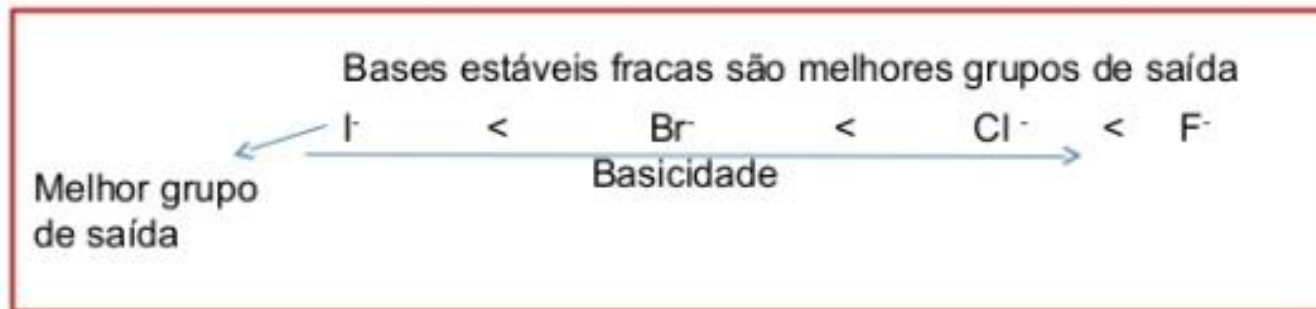 Bases estáveis fracas são melhores grupos de saída
I- < Br- < Cl - < F-
Basicidade
Melhor grupo
de saída